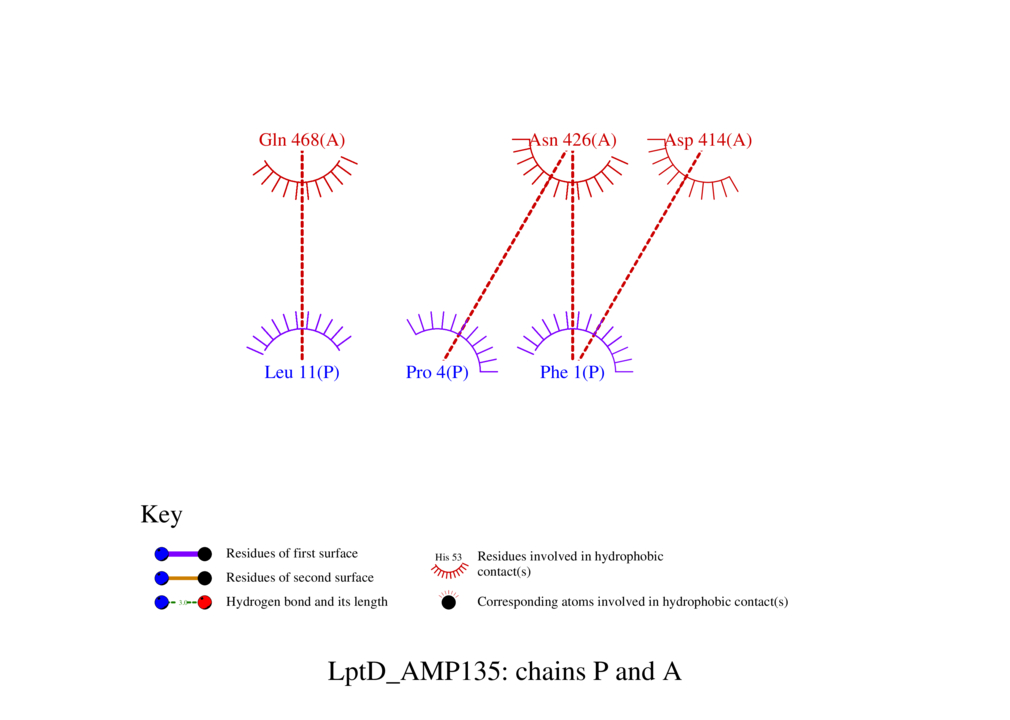 Gln 468(A)
Asn 426(A)
Asp 414(A)
Leu 11(P)
Pro 4(P)
Phe 1(P)
Key
Residues of first surface
Residues of second surface
3.0
Hydrogen bond and its length
His 53
Residues involved in hydrophobic
contact(s)
Corresponding atoms involved in hydrophobic contact(s)
LptD_AMP135: chains P and A